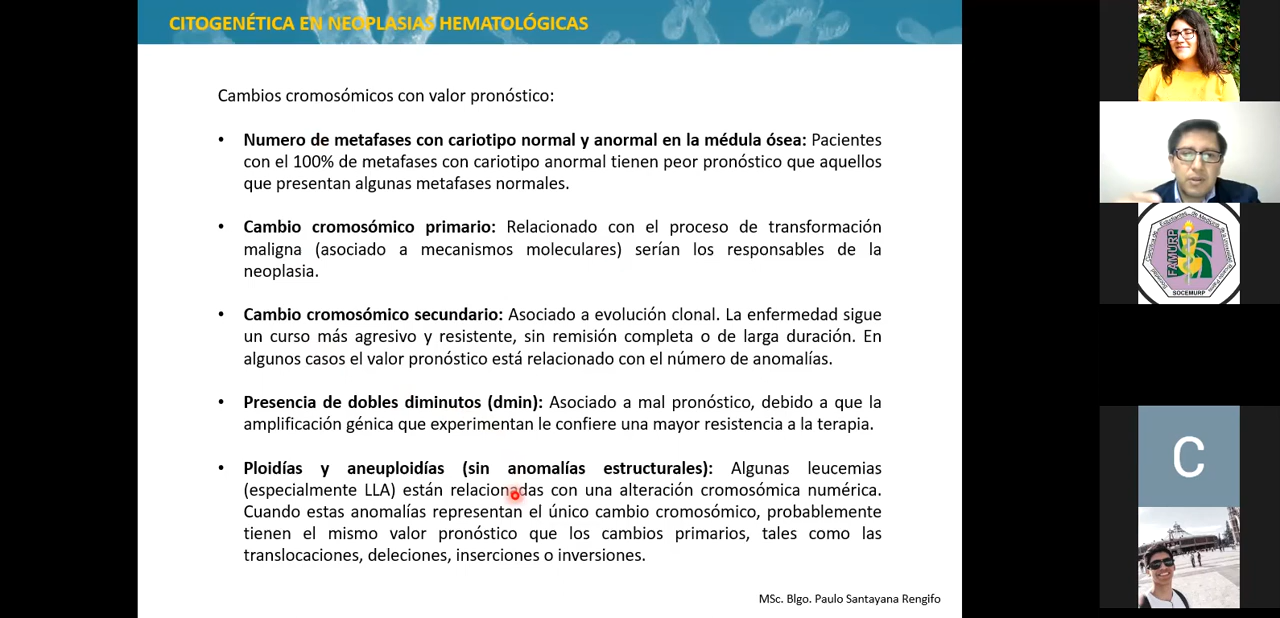 CITOGENÉTICA EN NEOPLASIAS HEMATOLÓGICAS
Cambios cromosómicos con valor pronóstico:
• Numero de metafases con cariotipo normal y anormal en la médula ósea: Pacientes
con el 100% de metafases con cariotipo anormal tienen peor pronóstico que aquellos
que presentan algunas metafases normales.
• Cambio cromosómico primario: Relacionado con el proceso de transformación
maligna (asociado a mecanismos moleculares) serían los responsables de la
neoplasia.
• Cambio cromosómico secundario: Asociado a evolución clonal. La enfermedad sigue
un curso más agresivo y resistente, sin remisión completa o de larga duración. En
algunos casos el valor pronóstico está relacionado con el número de anomalías.
• Presencia de dobles diminutos (dmin): Asociado a mal pronóstico, debido a que la
amplificación génica que experimentan le confiere una mayor resistencia a la terapia.
• Ploidías y aneuploidías (sin anomalías estructurales): Algunas leucemias
(especialmente LLA) están relacionadas con una alteración cromosómica numérica.
Cuando estas anomalías representan el único cambio cromosómico, probablemente
tienen el mismo valor pronóstico que los cambios primarios, tales como las
translocaciones, deleciones, inserciones o inversiones.
MSc. Blgo. Paulo Santayana Rengifo
FAMURP
SOCEMURP
C